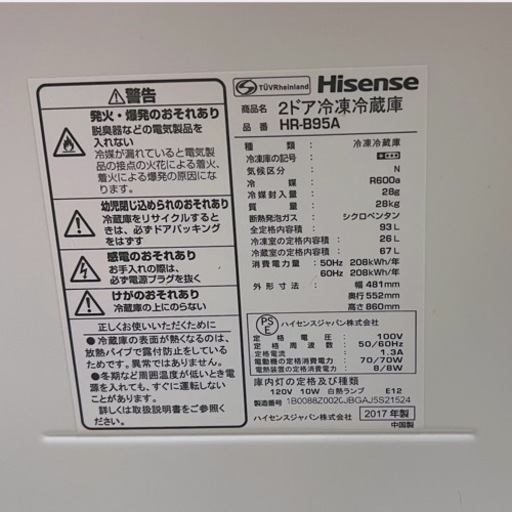 ⚠警告
発火・爆発のおそれあり
脱臭器などの電気製品を
入れない
冷媒が漏れていると電気製
品の接点の火花で着火し、
着火による爆発の原因にな
ります。
幼児閉じ込めのおそれあり
冷蔵庫をリサイクルすると
きは、必ずドアパッキング
をはずす
感電のおそれあり
お手入れの際は、
必ず電源プラグを抜く
けがのおそれあり
冷蔵庫の上にのらない
正しくお使いいただくために
●冷蔵庫の表面が熱くなるのは、
放熱パイプで露付防止をしている
ためです。異常ではありません。
●冬期など周囲温度が低いとき
は、すぐに運転しな
いことがあります。
詳しくは取扱説明書をご参照ください。
TÜVRheinland
Hisense
商品名 2ドア冷凍冷蔵庫
品番 HR-B95A
種類：冷凍冷蔵庫
冷凍庫の記号：
気候区分：N
冷媒：R600a
冷媒封入量：28g
質量：28kg
断熱発泡ガス：シクロペンタン
全定格内容積：93L
冷凍室の定格内容積：26L
冷蔵室の定格内容積：67L
消費電力量：50Hz 208kWh/年
60Hz 208kWh/年
外形寸法：幅 481mm
奥行 552mm
高さ 860mm
PS
E
ハイセンスジャパン株式会社
定格電圧：100V
定格周波数：50/60Hz
定格電流：1.3A
電動機の定格消費電力：70/70W
電熱装置の定格消費電力：8/8W
庫内灯の定格及び種類
120V 10W 白熱ランプ E12
製造番号 1B0088Z0020JBGAJ5S21524
ハイセンスジャパン株式会社
2017年製
中国製